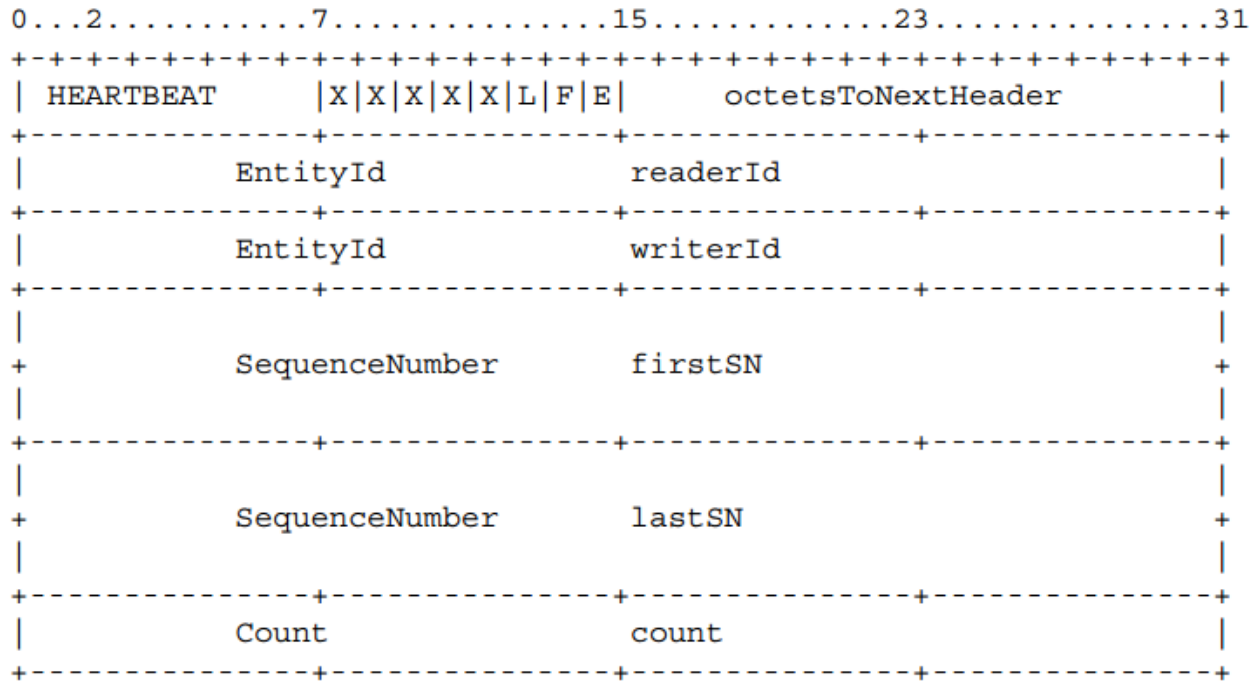 0...2...........7...............15.............23...............31
+-+-+-+-+-+-+-+-+-+-+-+-+-+-+-+-+-+-+-+-+-+-+-+-+-+-+-+-+-+-+-+-+
| HEARTBEAT     |X|X|X|X|X|L|F|E|     octetsToNextHeader        |
+---------------+---------------+---------------+---------------+
|           EntityId             readerId                       |
+---------------+---------------+---------------+---------------+
|           EntityId             writerId                       |
+---------------+---------------+---------------+---------------+
|                                                               |
+           SequenceNumber       firstSN                        +
|                                                               |
+---------------+---------------+---------------+---------------+
|                                                               |
+           SequenceNumber       lastSN                         +
|                                                               |
+---------------+---------------+---------------+---------------+
|           Count                count                          |
+---------------+---------------+---------------+---------------+